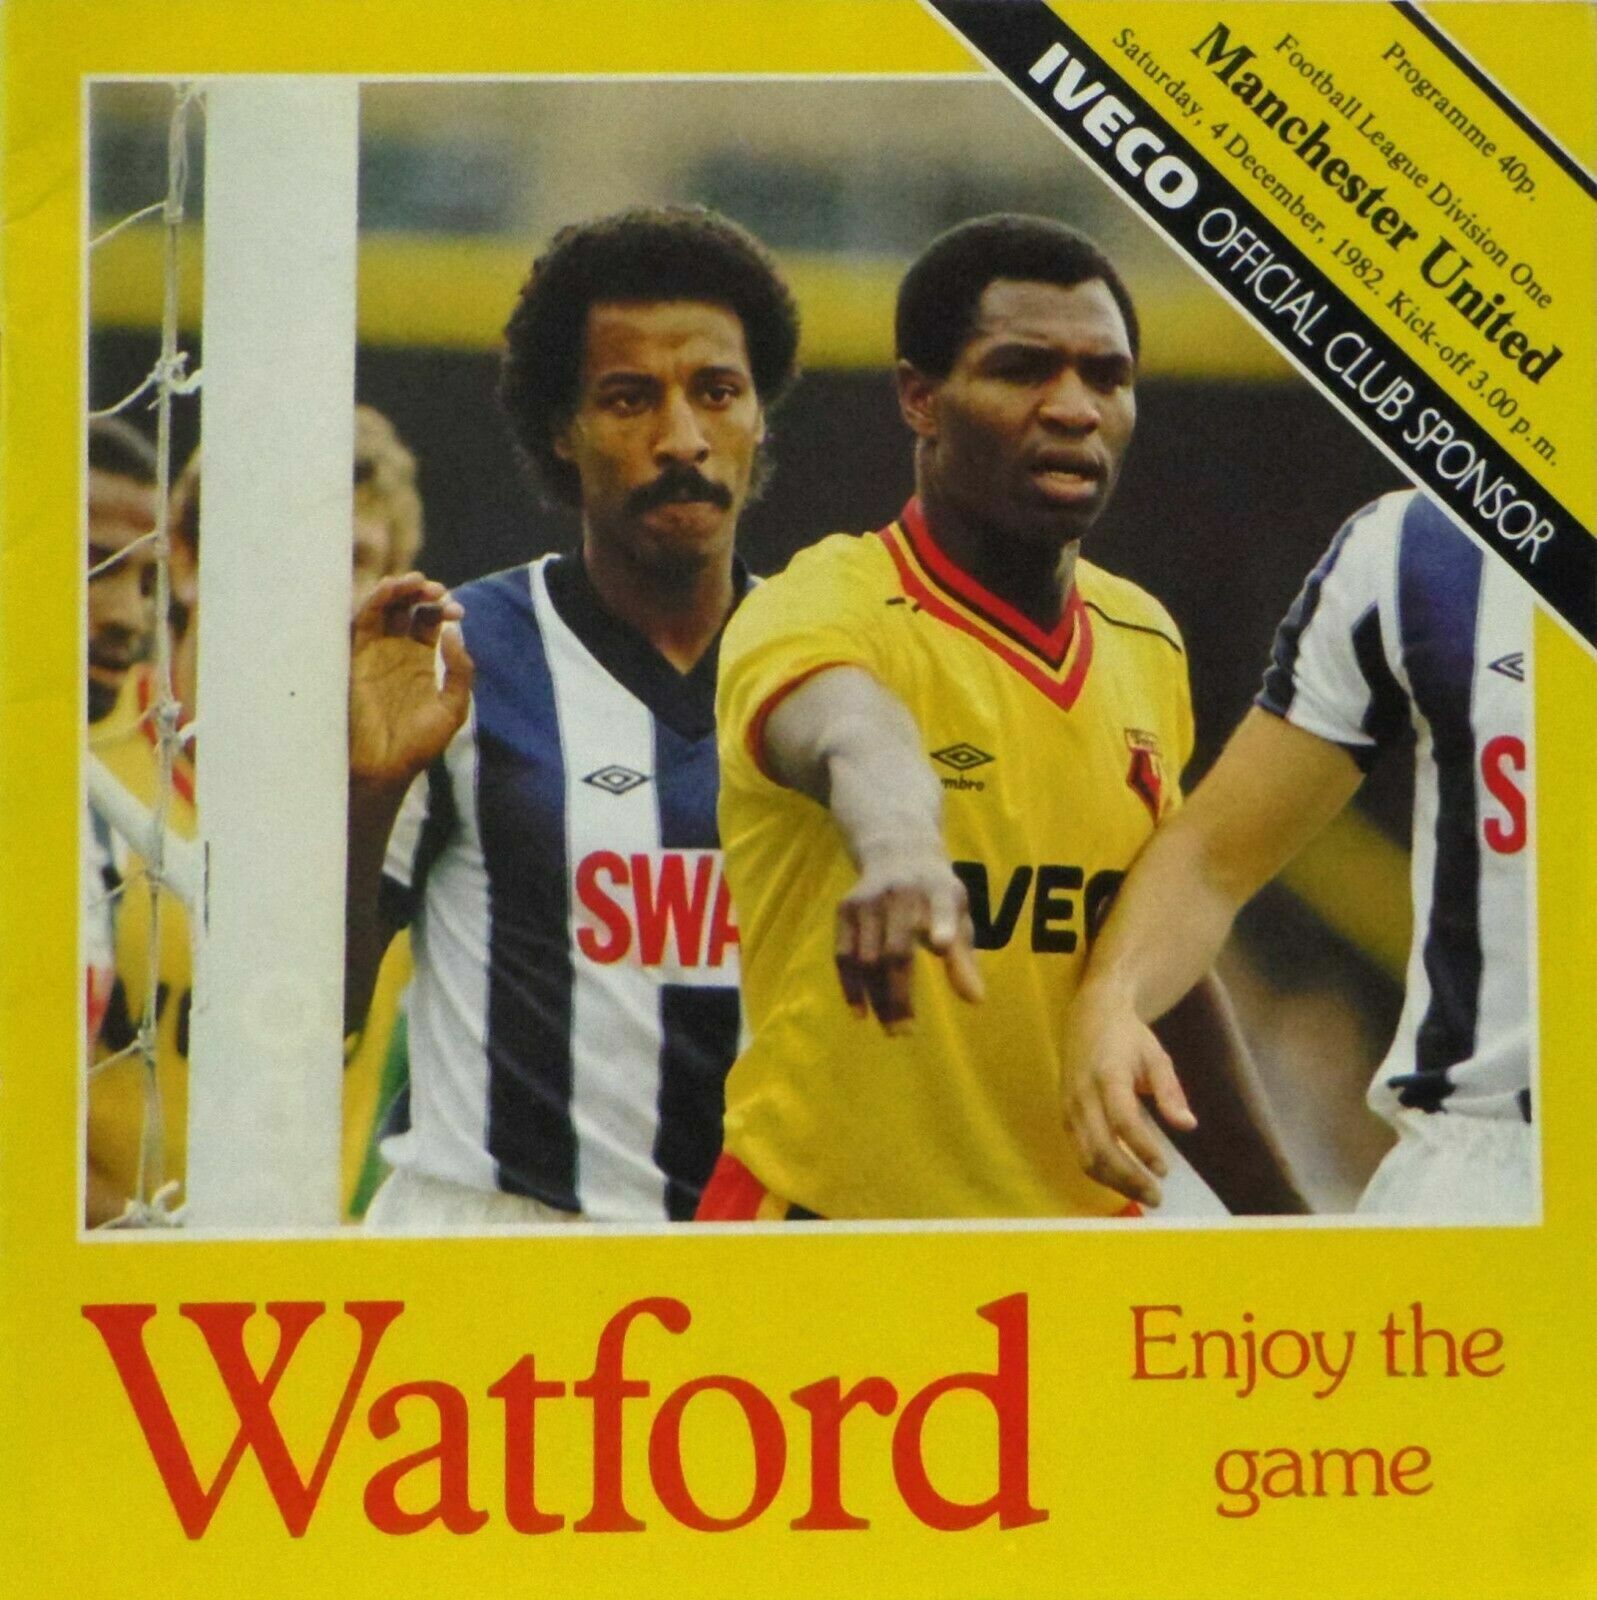 Programme 40p.
Football League Division One
Manchester United
Saturday, 4 December, 1982. Kick-off 3.00 p.m.
IVECO OFFICIAL CLUB SPONSOR
SWA
umbro
IVECO
S
Watford
Enjoy the
game